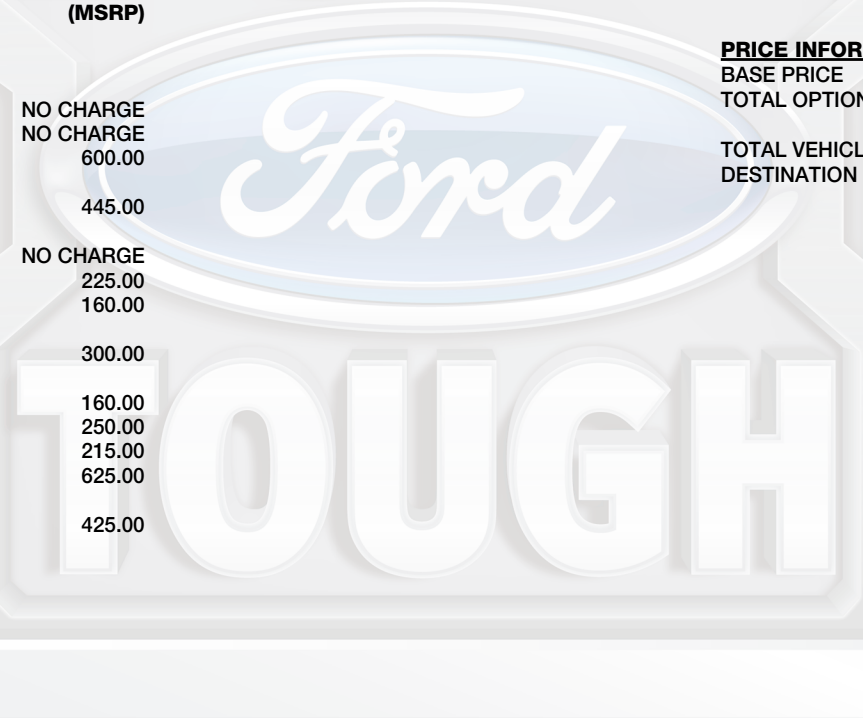 (MSRP)
NO CHARGE
NO CHARGE
600.00
445.00
NO CHARGE
225.00
160.00
300.00
160.00
250.00
215.00
625.00
425.00
PRICE INFOR
BASE PRICE
TOTAL OPTION
TOTAL VEHICL
DESTINATION
Ford
TOUGH